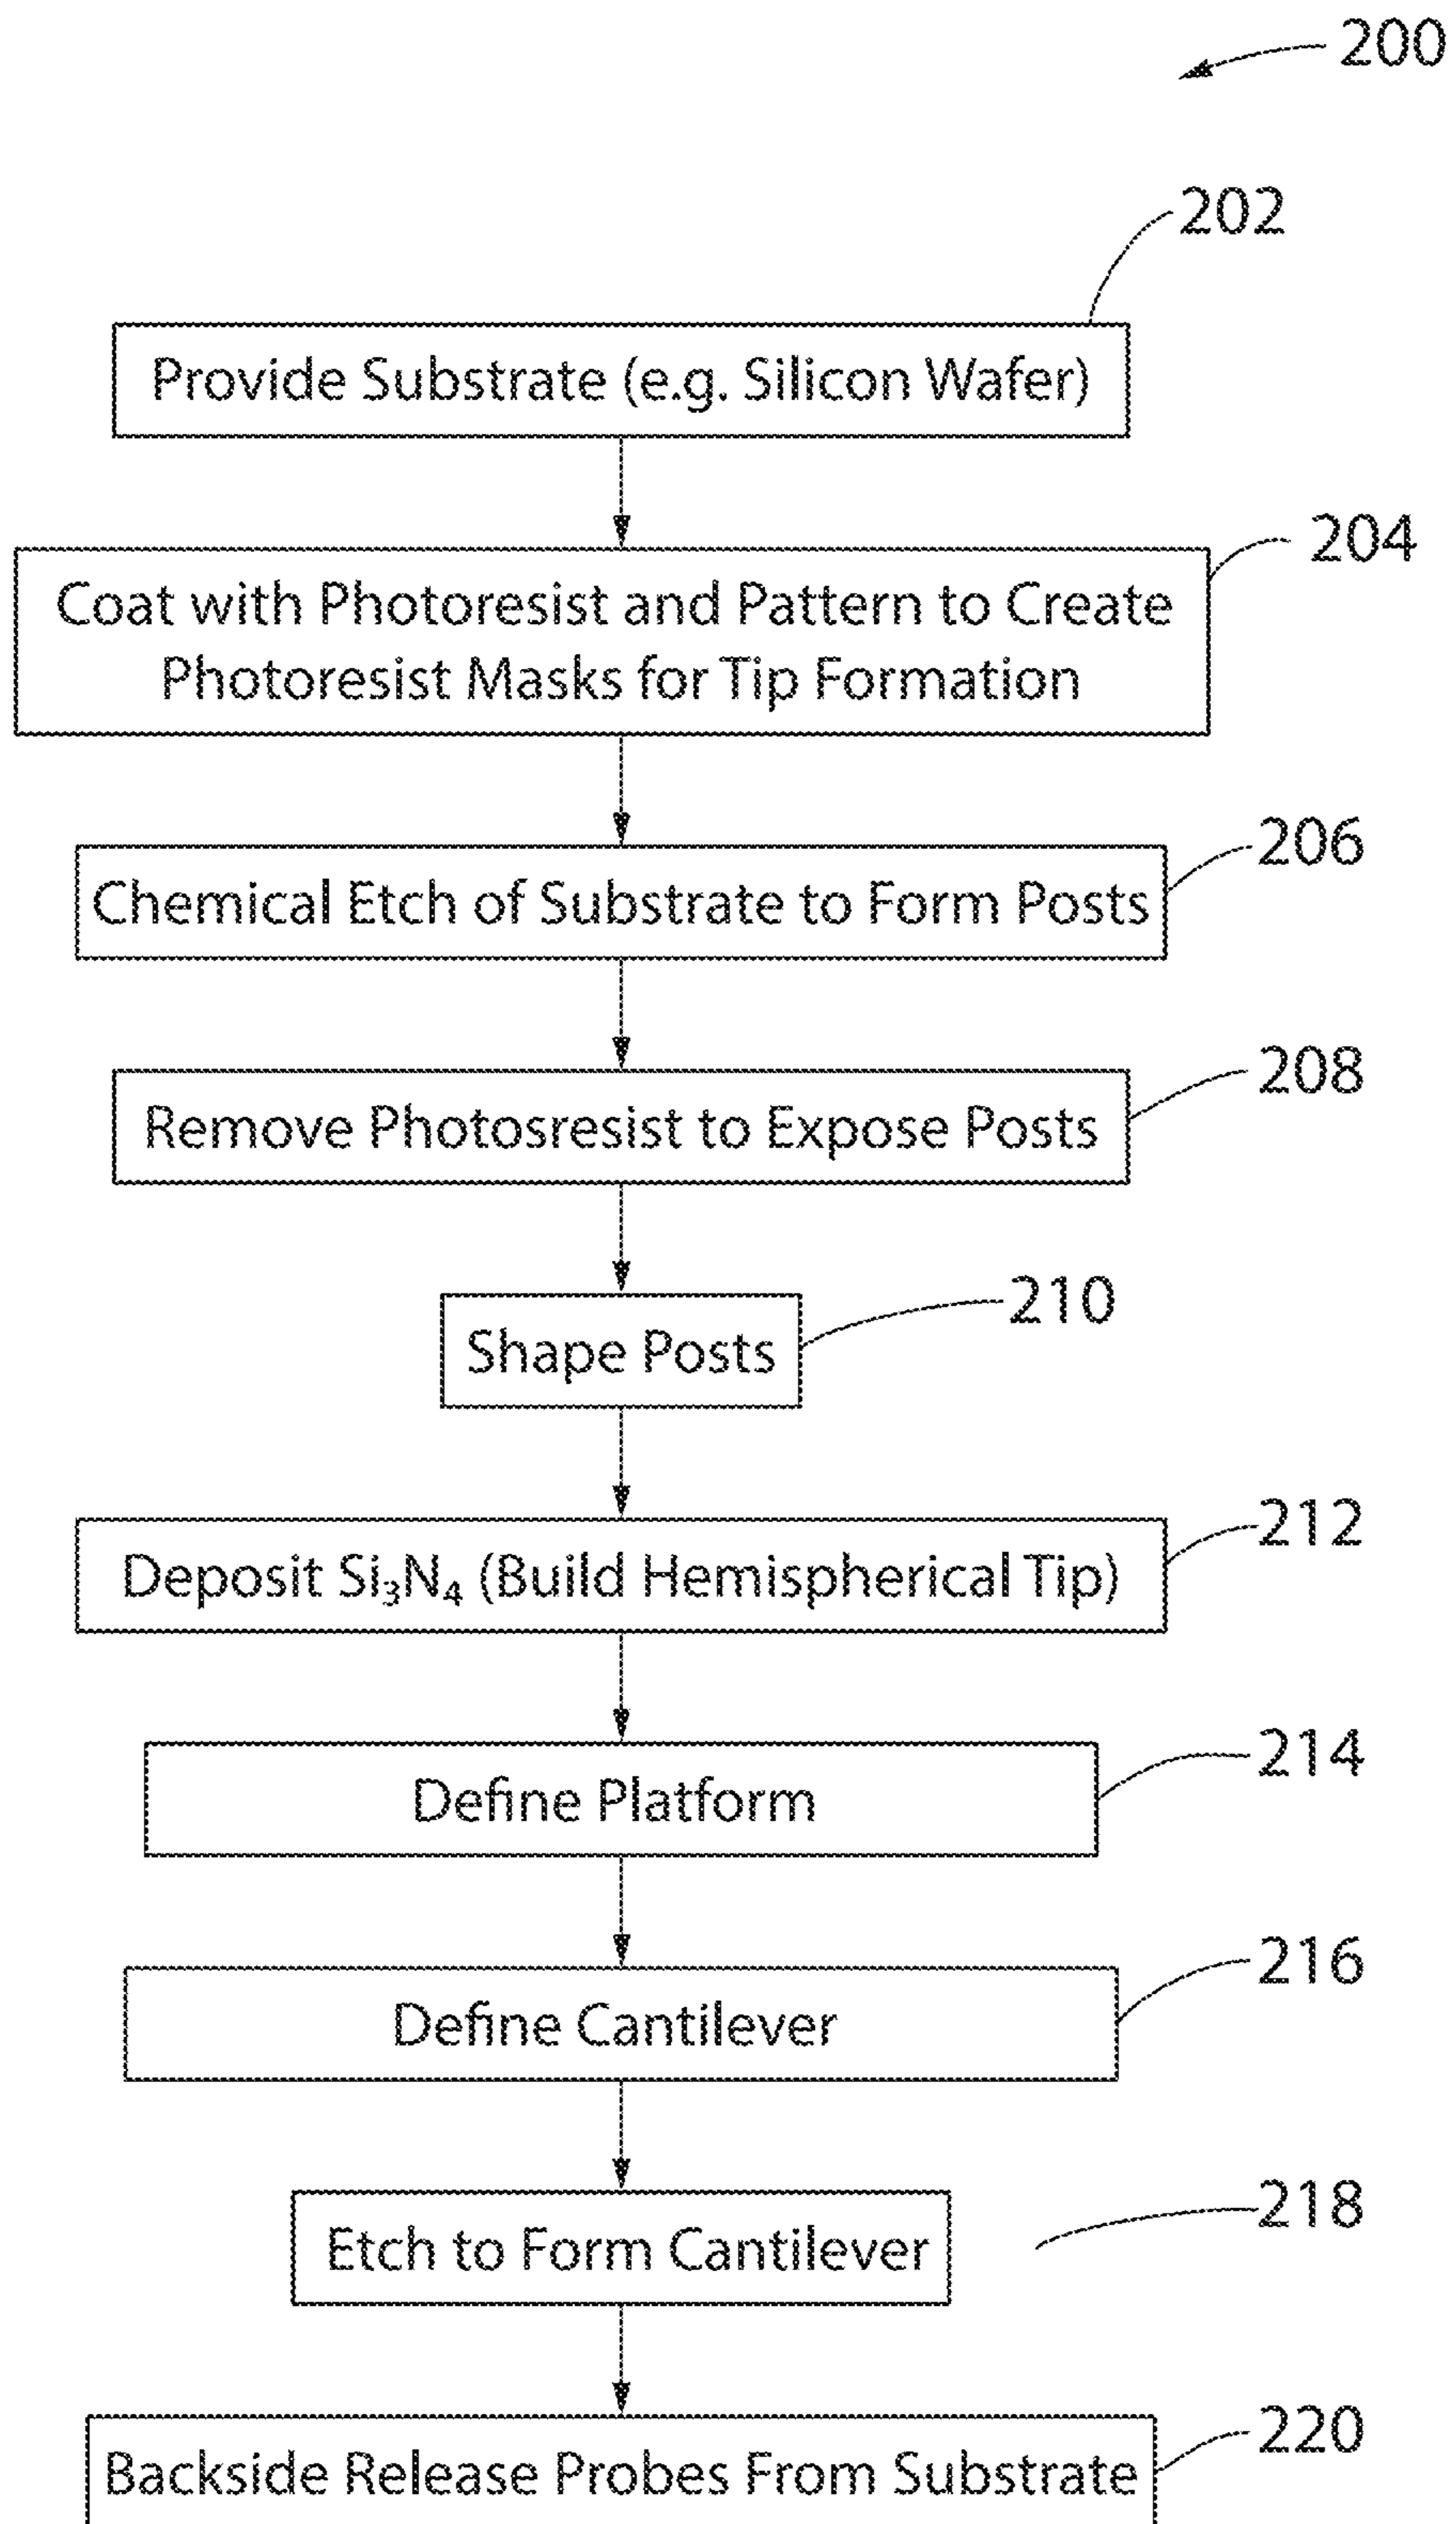 200
202
Provide Substrate (e.g. Silicon Wafer)
204
Coat with Photoresist and Pattern to Create
Photoresist Masks for Tip Formation
206
Chemical Etch of Substrate to Form Posts
208
Remove Photosresist to Expose Posts
210
Shape Posts
212
Deposit Si₃N₄ (Build Hemispherical Tip)
214
Define Platform
216
Define Cantilever
218
Etch to Form Cantilever
220
Backside Release Probes From Substrate